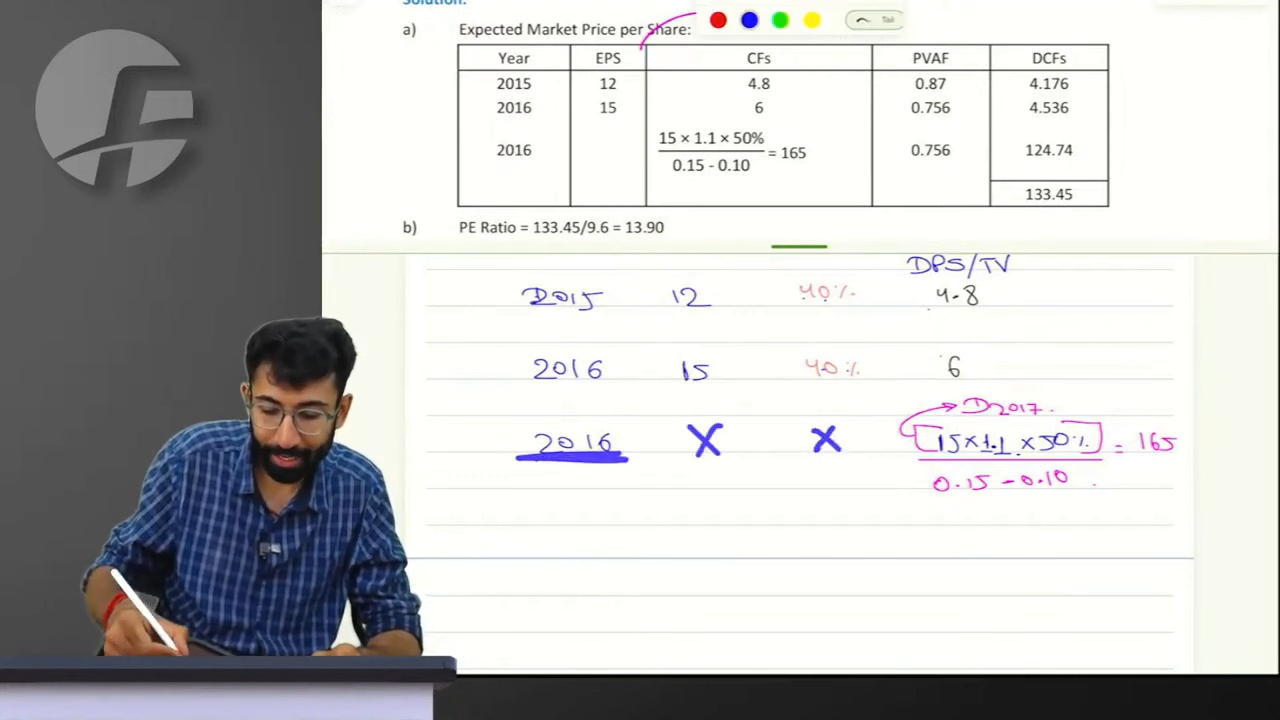 Solution:
a) Expected Market Price per Share:
Year EPS CFs PVAF DCFs
2015 12 4.8 0.87 4.176
2016 15 6 0.756 4.536
2016 15 × 1.1 × 50% / 0.15 - 0.10 = 165 0.756 124.74
133.45
b) PE Ratio = 133.45/9.6 = 13.90
DPS/TV
2015 12 40% 4.8
2016 15 40% 6
D2017.
2016 X X 15×1.1×50% = 165
0.15 - 0.10